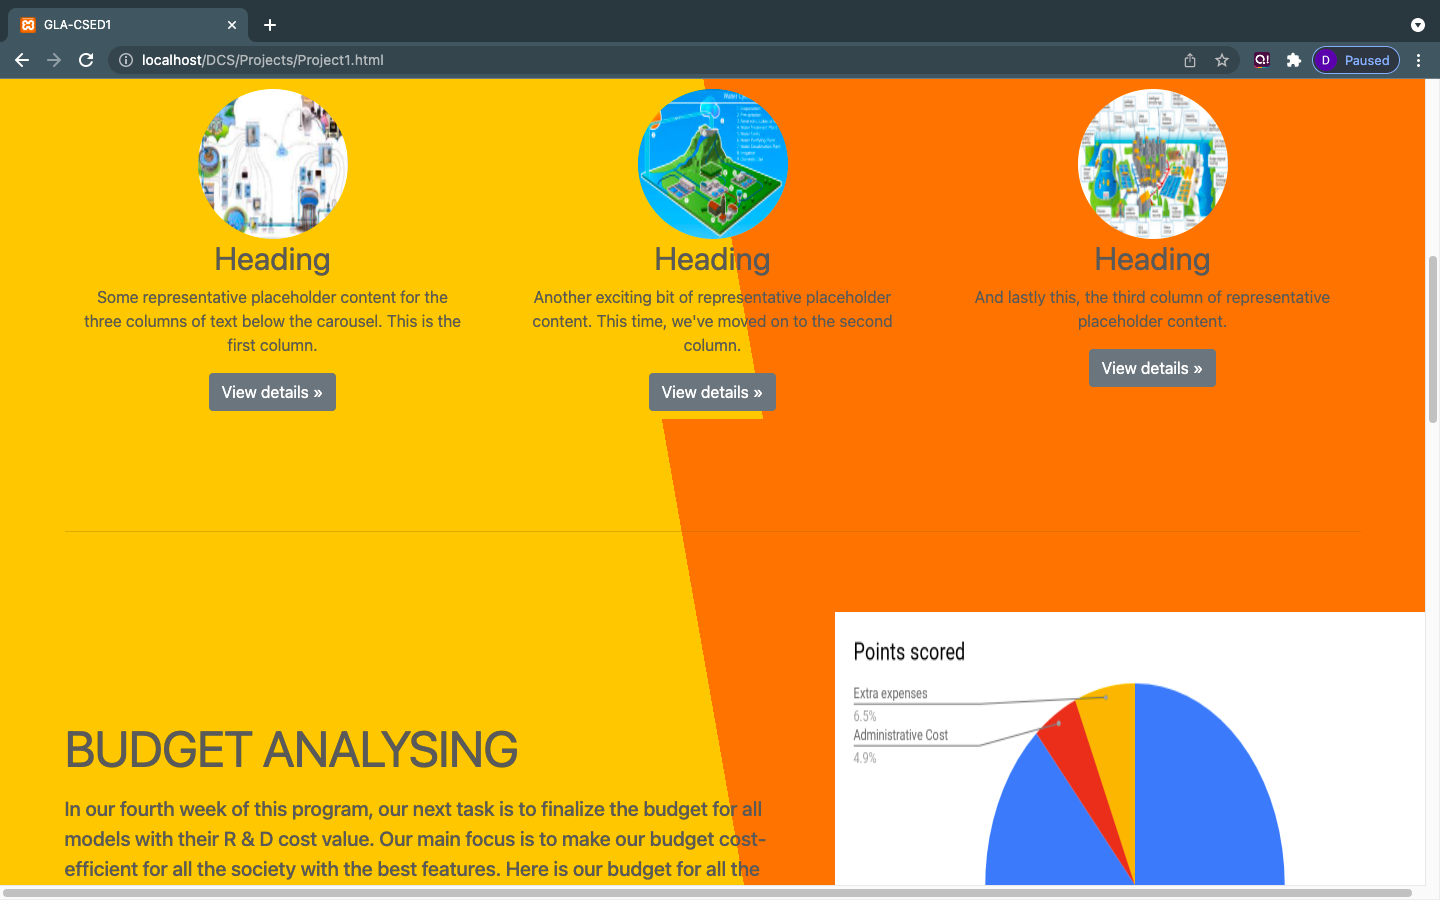 GLA-CSED1
localhost/DCS/Projects/Project1.html
D Paused
Heading
Some representative placeholder content for the
three columns of text below the carousel. This is the
first column.
View details »
Heading
Another exciting bit of representative placeholder
content. This time, we've moved on to the second
column.
View details »
Heading
And lastly this, the third column of representative
placeholder content.
View details »
BUDGET ANALYSING
In our fourth week of this program, our next task is to finalize the budget for all
models with their R & D cost value. Our main focus is to make our budget cost-
efficient for all the society with the best features. Here is our budget for all the
Points scored
Extra expenses
6.5%
Administrative Cost
4.9%